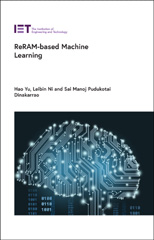 IET The Institution of
Engineering and Technology
ReRAM-based Machine
Learning
Hao Yu, Leibin Ni and Sai Manoj Pudukotai
Dinakarrao